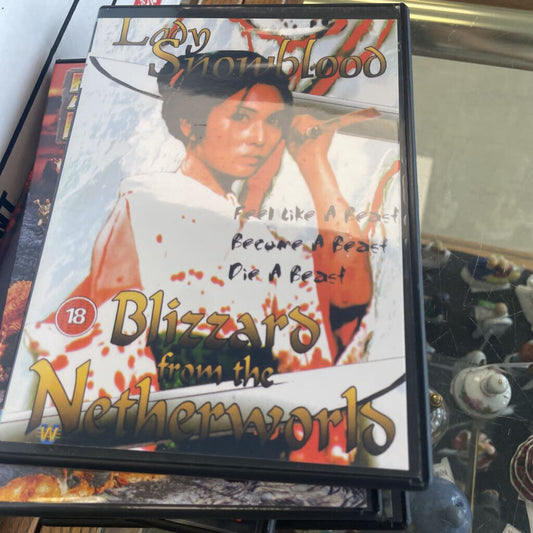 Lady
Snowblood
Feel Like A Beast
Become A Beast
Die A Beast
18
Blizzard
from the
Netherworld